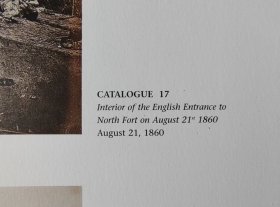 CATALOGUE 17
Interior of the English Entrance to
North Fort on August 21st 1860
August 21, 1860